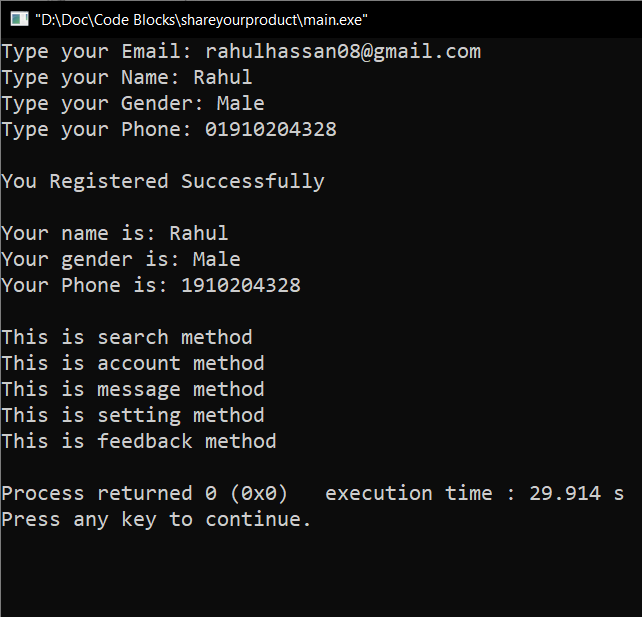 "D:\Doc\Code Blocks\shareyourproduct\main.exe"
Type your Email: rahulhassan08@gmail.com
Type your Name: Rahul
Type your Gender: Male
Type your Phone: 01910204328
You Registered Successfully
Your name is: Rahul
Your gender is: Male
Your Phone is: 1910204328
This is search method
This is account method
This is message method
This is setting method
This is feedback method
Process returned 0 (0x0)   execution time : 29.914 s
Press any key to continue.